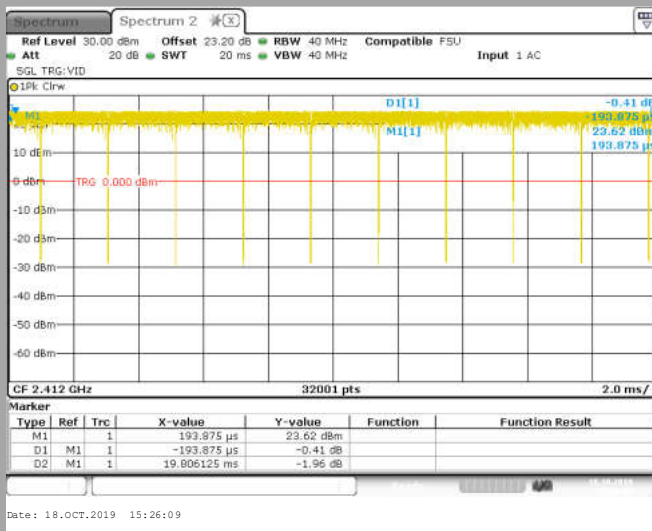 Spectrum Spectrum 2 X
Ref Level 30.00 dBm Offset 23.20 dB RBW 40 MHz Compatible FSU
Att 20 dB SWT 20 ms VBW 40 MHz Input 1 AC
SGL TRG:VID
1Pk Clrw
D1[1] -0.41 dB
-193.875 µs
M1
M1[1] 23.62 dBm
193.875 µs
10 dBm
0 dBm TRG 0.000 dBm
-10 dBm
-20 dBm
-30 dBm
-40 dBm
-50 dBm
-60 dBm
CF 2.412 GHz 32001 pts 2.0 ms/
Marker
Type Ref Trc X-value Y-value Function Function Result
M1 1 193.875 µs 23.62 dBm
D1 M1 1 -193.875 µs -0.41 dB
D2 M1 1 19.806125 ms -1.96 dB
Date: 18.OCT.2019 15:26:09